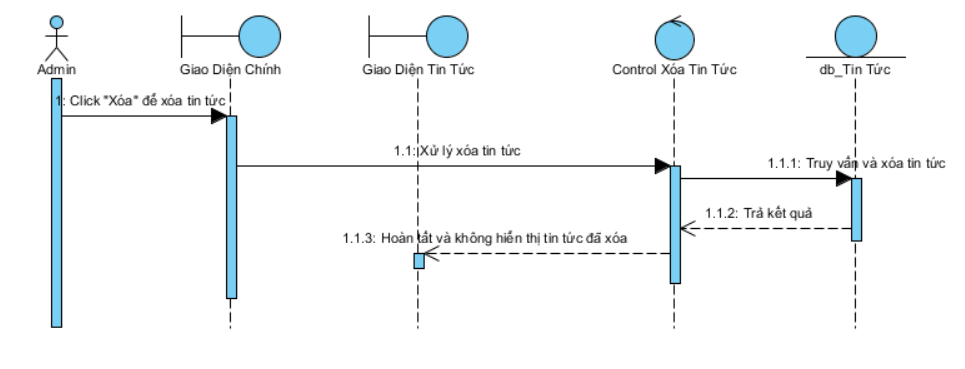 Admin
Giao Diện Chính
Giao Diện Tin Tức
Control Xóa Tin Tức
db_Tin Tức
1: Click "Xóa" để xóa tin tức
1.1: Xử lý xóa tin tức
1.1.1: Truy vấn và xóa tin tức
1.1.2: Trả kết quả
1.1.3: Hoàn tất và không hiển thị tin tức đã xóa